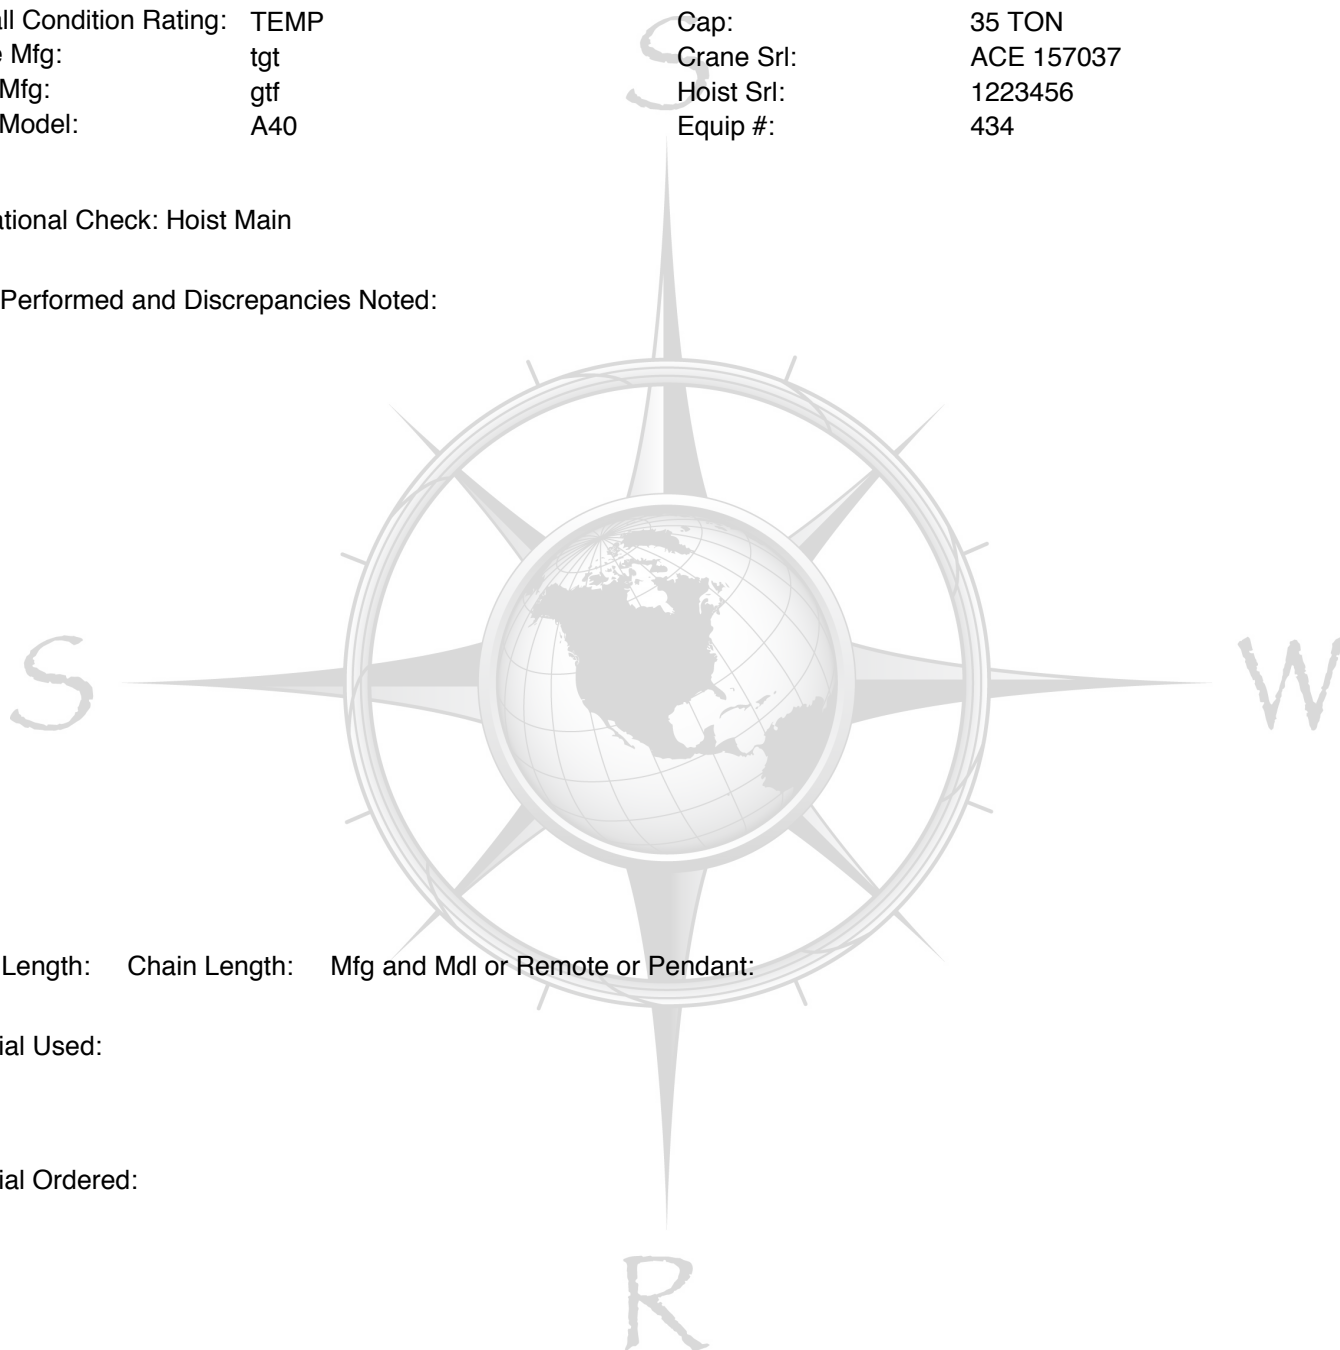 all Condition Rating: TEMP Cap: 35 TON
e Mfg: tgt Crane Srl: ACE 157037
Mfg: gtf Hoist Srl: 1223456
Model: A40 Equip #: 434
S
ational Check: Hoist Main
Performed and Discrepancies Noted:
S W
Length: Chain Length: Mfg and Mdl or Remote or Pendant:
ial Used:
ial Ordered:
R